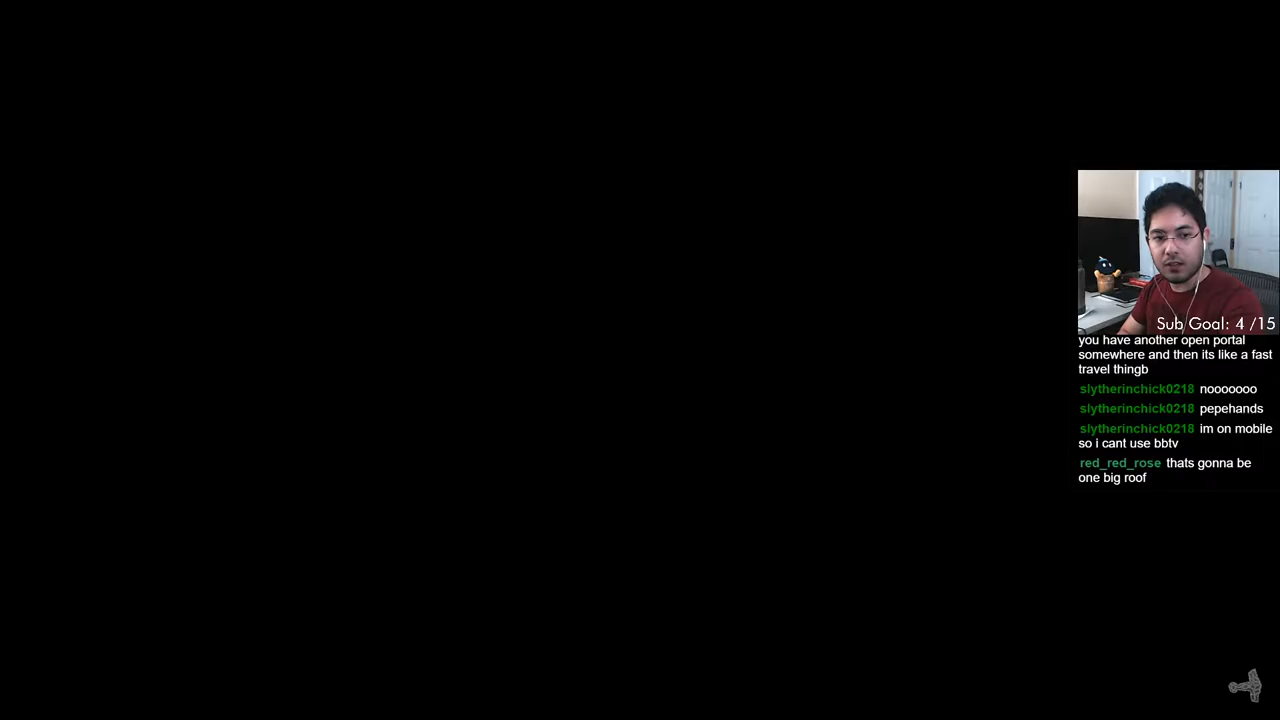 Sub Goal: 4 /15
you have another open portal
somewhere and then its like a fast
travel thingb
slytherinchick0218 nooooooo
slytherinchick0218 pepehands
slytherinchick0218 im on mobile
so i cant use bbtv
red_red_rose thats gonna be
one big roof